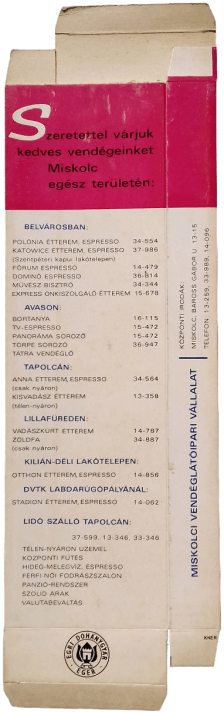 Szeretettel várjuk
kedves vendégeinket
Miskolc
egész területén:
BELVÁROSBAN:
POLÓNIA ÉTTEREM, ESPRESSO 34-554
KATOWICE ÉTTEREM, ESPRESSO 37-986
(Szentpéteri kapui lakótelepen)
FÓRUM ESPRESSO 14-479
DOMINÓ ESPRESSO 36-814
MŰVÉSZ BISZTRÓ 34-344
EXPRESS ÖNKISZOLGÁLÓ ÉTTEREM 15-678
AVASON:
BORTANYA 16-115
TV-ESPRESSO 15-472
PANORÁMA SÖRÖZŐ 15-472
TÖRPE SÖRÖZŐ 36-947
TÁTRA VENDÉGLŐ
TAPOLCÁN:
ANNA ÉTTEREM, ESPRESSO 34-564
(csak nyáron)
KISVADÁSZ ÉTTEREM 13-358
(télen-nyáron)
LILLAFÜREDEN:
VADÁSZKÜRT ÉTTEREM 14-787
ZÖLDFA 34-887
(csak nyáron)
KILIÁN-DÉLI LAKÓTELEPEN:
OTTHON ÉTTEREM, ESPRESSO 14-856
DVTK LABDARÚGÓPÁLYÁNÁL:
STADION ÉTTEREM, ESPRESSO 14-062
LIDÓ SZÁLLÓ TAPOLCÁN:
37-599, 13-346, 33-346
TÉLEN-NYÁRON ÜZEMEL
KÖZPONTI FŰTÉS
HIDEG-MELEGVÍZ, ESPRESSO
FÉRFI NŐI FODRÁSZSZALON
PANZIÓ-RENDSZER
SZOLID ÁRAK
VALUTABEVÁLTÁS
EGRI DOHÁNYGYÁR
EGER
MISKOLCI VENDÉGLÁTÓIPARI VÁLLALAT
KÖZPONTI IRODÁK:
MISKOLC, BAROSS GÁBOR U. 13-15
TELEFON: 13-259, 33-989, 14-096